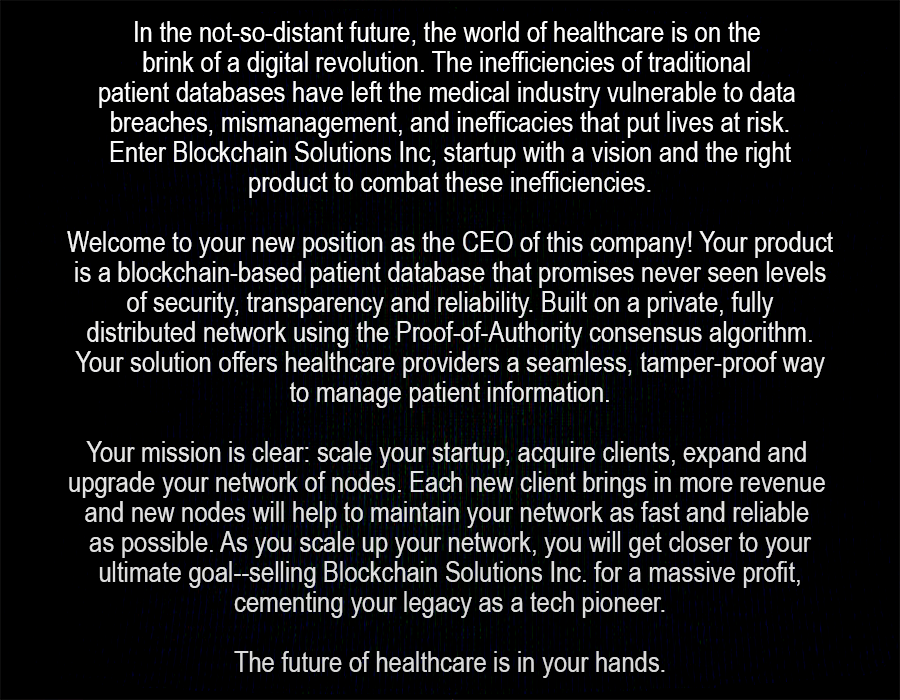 In the not-so-distant future, the world of healthcare is on the
brink of a digital revolution. The inefficiencies of traditional
patient databases have left the medical industry vulnerable to data
breaches, mismanagement, and inefficacies that put lives at risk.
Enter Blockchain Solutions Inc, startup with a vision and the right
product to combat these inefficiencies.
Welcome to your new position as the CEO of this company! Your product
is a blockchain-based patient database that promises never seen levels
of security, transparency and reliability. Built on a private, fully
distributed network using the Proof-of-Authority consensus algorithm.
Your solution offers healthcare providers a seamless, tamper-proof way
to manage patient information.
Your mission is clear: scale your startup, acquire clients, expand and
upgrade your network of nodes. Each new client brings in more revenue
and new nodes will help to maintain your network as fast and reliable
as possible. As you scale up your network, you will get closer to your
ultimate goal--selling Blockchain Solutions Inc. for a massive profit,
cementing your legacy as a tech pioneer.
The future of healthcare is in your hands.